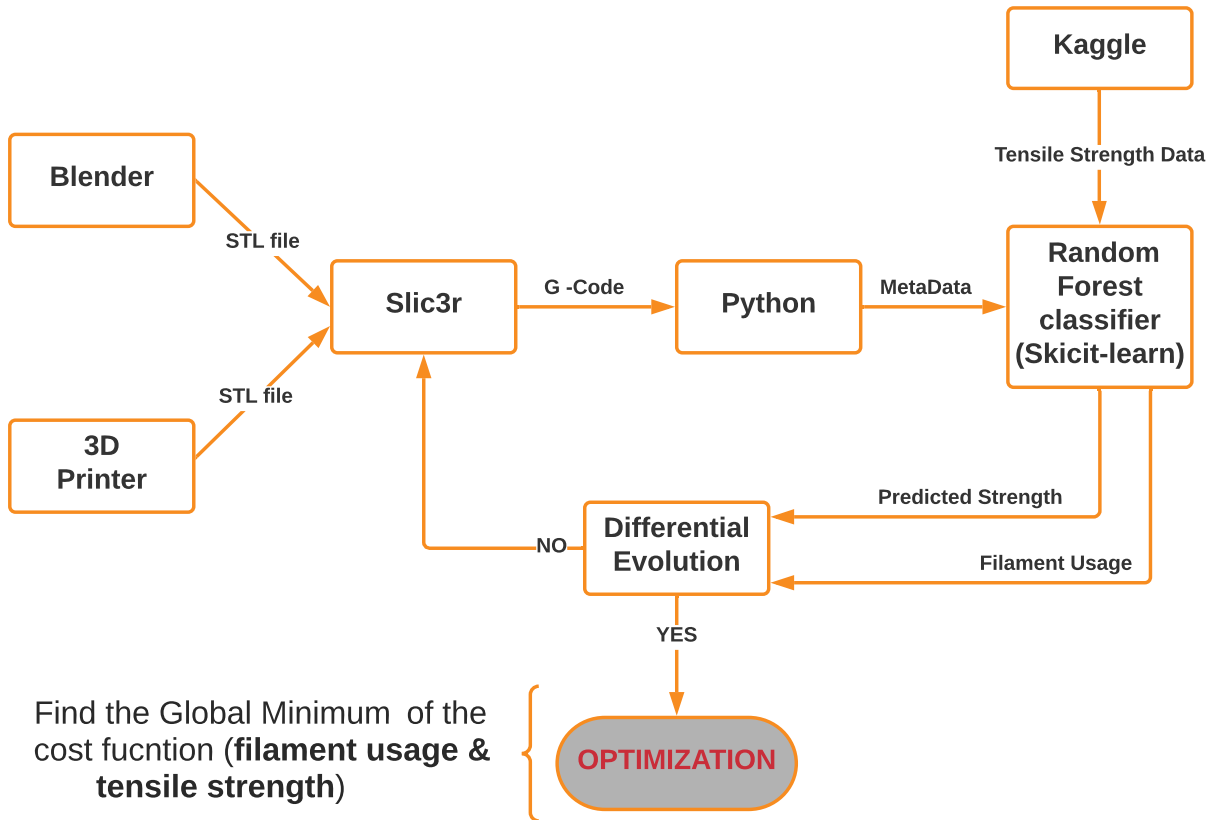 Kaggle
Tensile Strength Data
Blender
STL file
Slic3r
G -Code
Python
MetaData
Random
Forest
classifier
(Skicit-learn)
STL file
3D
Printer
Predicted Strength
Filament Usage
Differential
Evolution
NO
YES
Find the Global Minimum of the
cost fucntion (filament usage &
tensile strength)
OPTIMIZATION